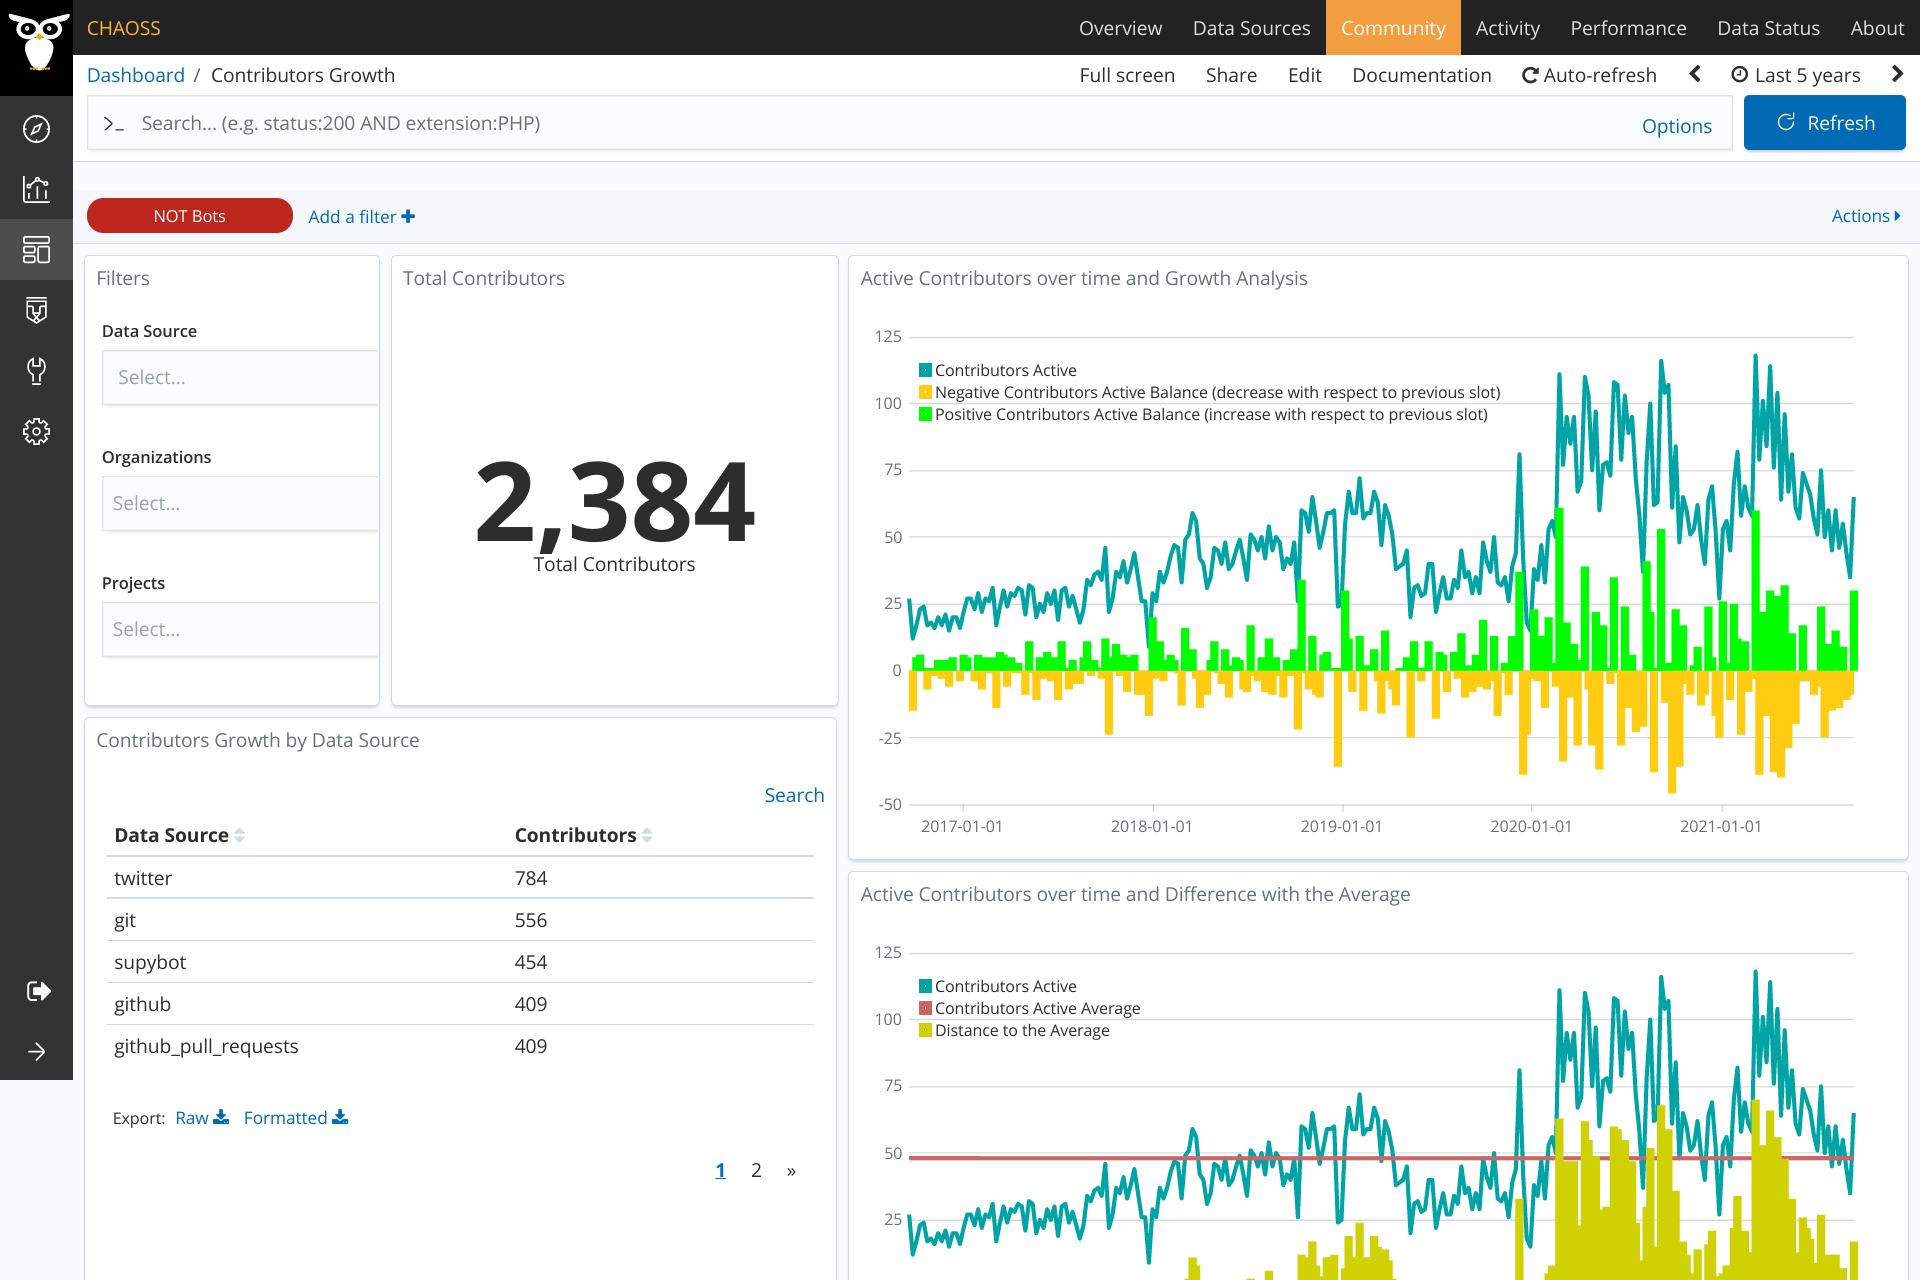 CHAOSS
Overview Data Sources Community Activity Performance Data Status About
Dashboard / Contributors Growth
Full screen Share Edit Documentation Auto-refresh Last 5 years
>_ Search... (e.g. status:200 AND extension:PHP)
Options
Refresh
NOT Bots
Add a filter
Actions
Filters
Data Source
Select...
Organizations
Select...
Projects
Select...
Total Contributors
2,384
Total Contributors
Active Contributors over time and Growth Analysis
125
100
75
50
25
0
-25
-50
Contributors Active
Negative Contributors Active Balance (decrease with respect to previous slot)
Positive Contributors Active Balance (increase with respect to previous slot)
2017-01-01 2018-01-01 2019-01-01 2020-01-01 2021-01-01
Contributors Growth by Data Source
Search
Data Source Contributors
twitter 784
git 556
supybot 454
github 409
github_pull_requests 409
Export: Raw Formatted
1 2 »
Active Contributors over time and Difference with the Average
125
100
75
50
25
Contributors Active
Contributors Active Average
Distance to the Average